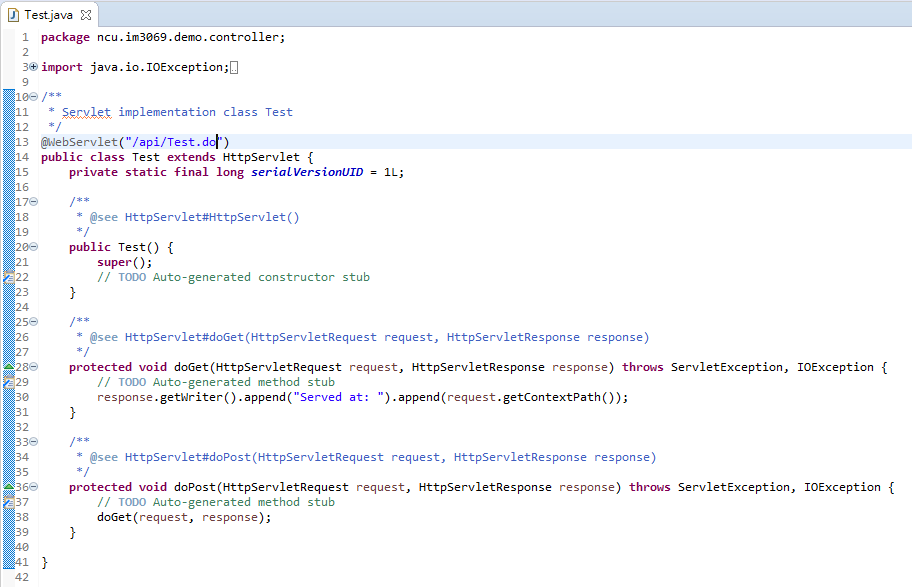 Test.java
1 package ncu.im3069.demo.controller;
2
3 import java.io.IOException;
9
10 /**
11  * Servlet implementation class Test
12  */
13 @WebServlet("/api/Test.do")
14 public class Test extends HttpServlet {
15     private static final long serialVersionUID = 1L;
16
17     /**
18      * @see HttpServlet#HttpServlet()
19      */
20     public Test() {
21         super();
22         // TODO Auto-generated constructor stub
23     }
24
25     /**
26      * @see HttpServlet#doGet(HttpServletRequest request, HttpServletResponse response)
27      */
28     protected void doGet(HttpServletRequest request, HttpServletResponse response) throws ServletException, IOException {
29         // TODO Auto-generated method stub
30         response.getWriter().append("Served at: ").append(request.getContextPath());
31     }
32
33     /**
34      * @see HttpServlet#doPost(HttpServletRequest request, HttpServletResponse response)
35      */
36     protected void doPost(HttpServletRequest request, HttpServletResponse response) throws ServletException, IOException {
37         // TODO Auto-generated method stub
38         doGet(request, response);
39     }
40
41 }
42